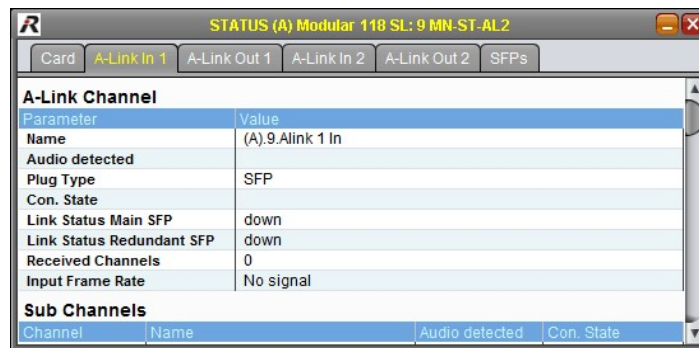 R STATUS (A) Modular 118 SL: 9 MN-ST-AL2
Card A-Link In 1 A-Link Out 1 A-Link In 2 A-Link Out 2 SFPs
A-Link Channel
Parameter Value
Name (A).9.Alink 1 In
Audio detected
Plug Type SFP
Con. State
Link Status Main SFP down
Link Status Redundant SFP down
Received Channels 0
Input Frame Rate No signal
Sub Channels
Channel Name Audio detected Con. State